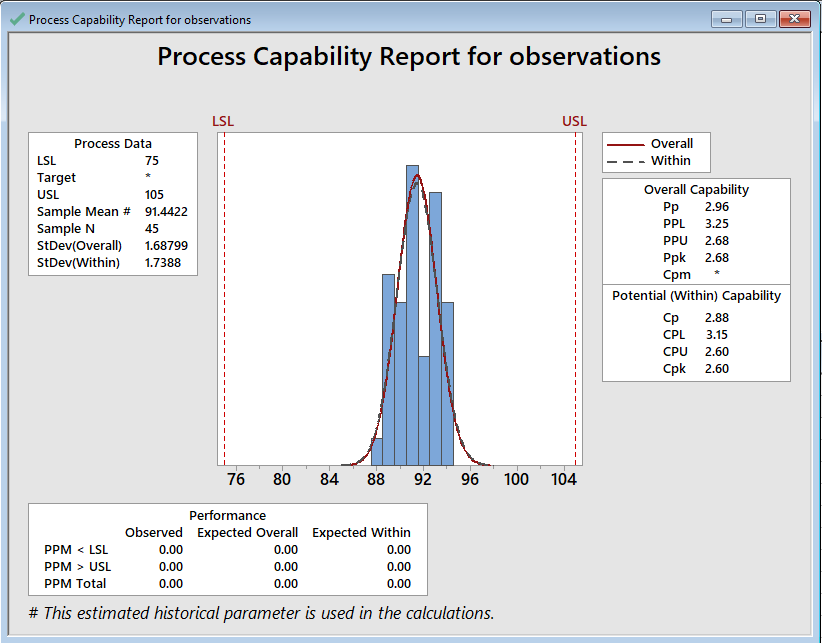 Process Capability Report for observations
Process Capability Report for observations
LSL USL
Process Data
LSL 75
Target *
USL 105
Sample Mean # 91.4422
Sample N 45
StDev(Overall) 1.68799
StDev(Within) 1.7388
Overall
Within
Overall Capability
Pp 2.96
PPL 3.25
PPU 2.68
Ppk 2.68
Cpm *
Potential (Within) Capability
Cp 2.88
CPL 3.15
CPU 2.60
Cpk 2.60
76 80 84 88 92 96 100 104
Performance
Observed Expected Overall Expected Within
PPM < LSL 0.00 0.00 0.00
PPM > USL 0.00 0.00 0.00
PPM Total 0.00 0.00 0.00
# This estimated historical parameter is used in the calculations.